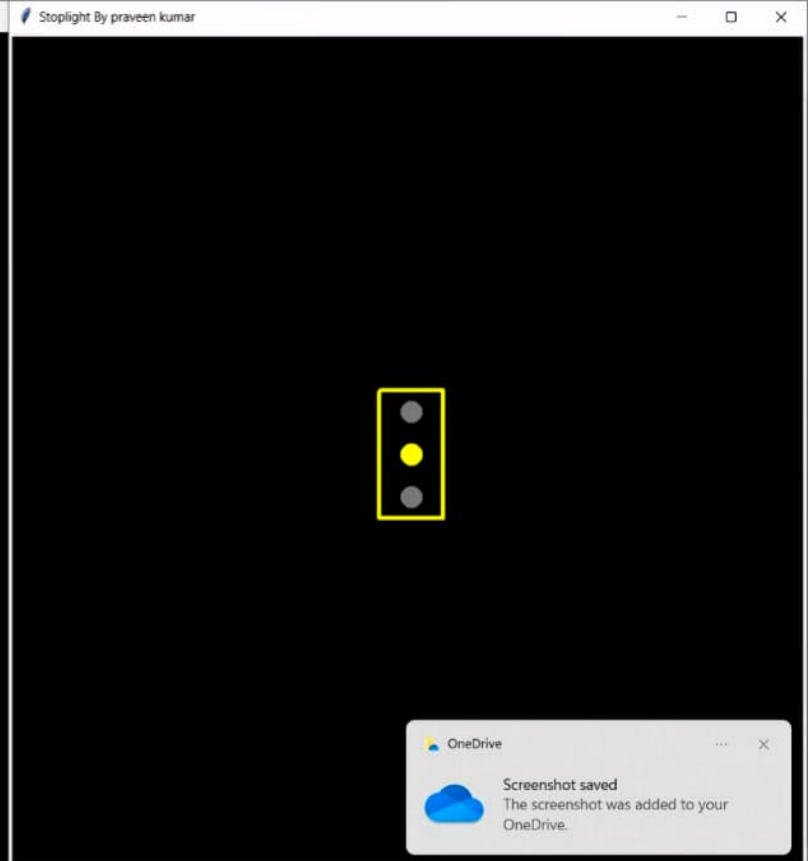 Stoplight By praveen kumar
OneDrive
Screenshot saved
The screenshot was added to your
OneDrive.